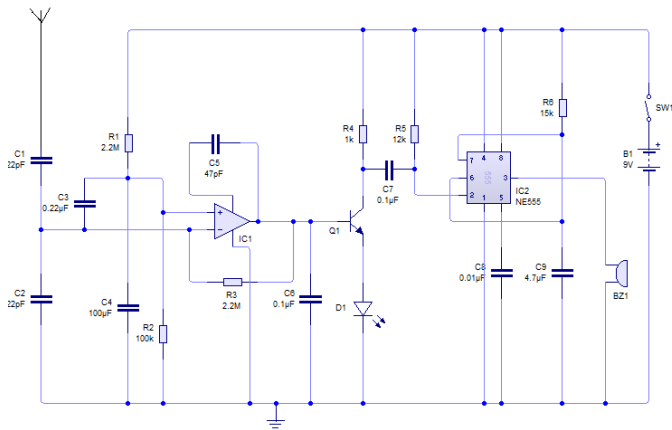 C1
22pF
C3
0.22µF
C2
22pF
R1
2.2M
C4
100µF
R2
100k
C5
47pF
+
−
IC1
R3
2.2M
C6
0.1µF
Q1
R4
1k
C7
0.1µF
D1
R5
12k
7
6
2
4
8
3
1
5
555
IC2
NE555
C8
0.01µF
R6
15k
C9
4.7µF
BZ1
SW1
B1
9V
+